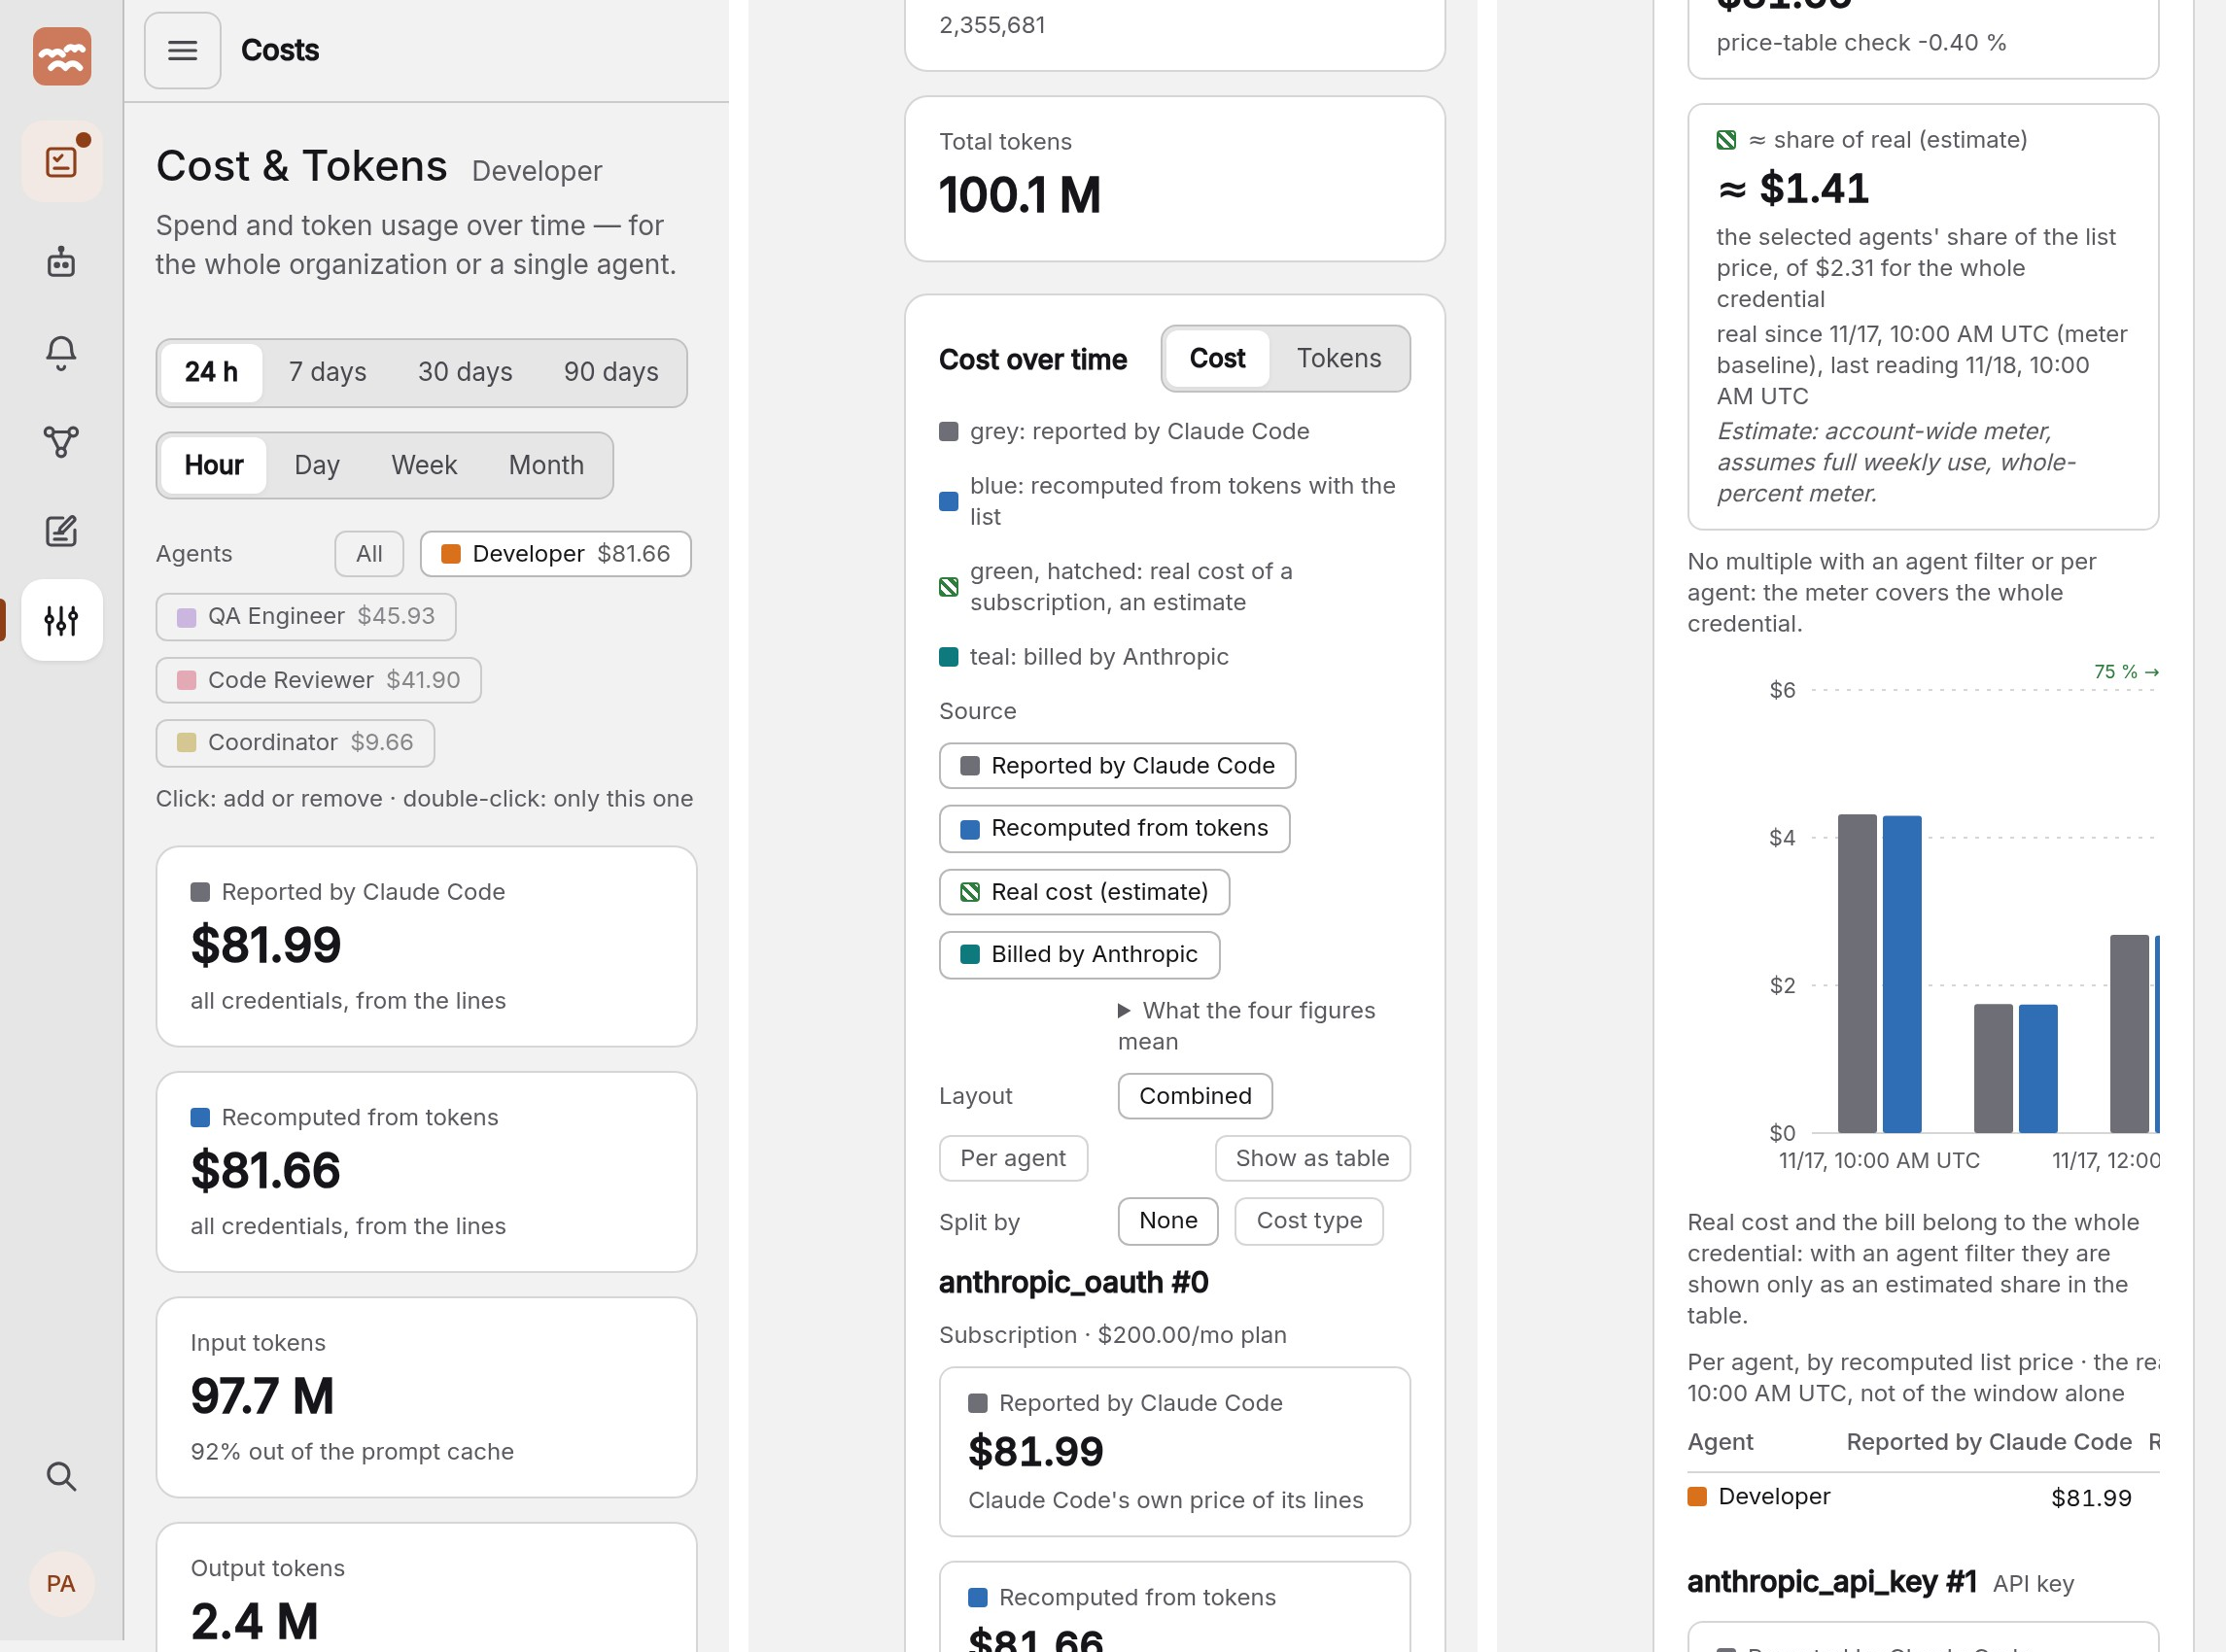 Costs
Cost & Tokens Developer
Spend and token usage over time — for
the whole organization or a single agent.
24 h 7 days 30 days 90 days
Hour Day Week Month
Agents All Developer $81.66
QA Engineer $45.93
Code Reviewer $41.90
Coordinator $9.66
Click: add or remove · double-click: only this one
Reported by Claude Code
$81.99
all credentials, from the lines
Recomputed from tokens
$81.66
all credentials, from the lines
Input tokens
97.7 M
92% out of the prompt cache
Output tokens
2.4 M
PA
2,355,681
Total tokens
100.1 M
Cost over time Cost Tokens
grey: reported by Claude Code
blue: recomputed from tokens with the
list
green, hatched: real cost of a
subscription, an estimate
teal: billed by Anthropic
Source
Reported by Claude Code
Recomputed from tokens
Real cost (estimate)
Billed by Anthropic
▶ What the four figures
mean
Layout Combined
Per agent Show as table
Split by None Cost type
anthropic_oauth #0
Subscription · $200.00/mo plan
Reported by Claude Code
$81.99
Claude Code's own price of its lines
Recomputed from tokens
$81.66
price-table check -0.40 %
≈ share of real (estimate)
≈ $1.41
the selected agents' share of the list
price, of $2.31 for the whole
credential
real since 11/17, 10:00 AM UTC (meter
baseline), last reading 11/18, 10:00
AM UTC
Estimate: account-wide meter,
assumes full weekly use, whole-
percent meter.
No multiple with an agent filter or per
agent: the meter covers the whole
credential.
75 % →
$6
$4
$2
$0
11/17, 10:00 AM UTC 11/17, 12:00
Real cost and the bill belong to the whole
credential: with an agent filter they are
shown only as an estimated share in the
table.
Per agent, by recomputed list price · the
10:00 AM UTC, not of the window alone
Agent Reported by Claude Code
Developer $81.99
anthropic_api_key #1 API key